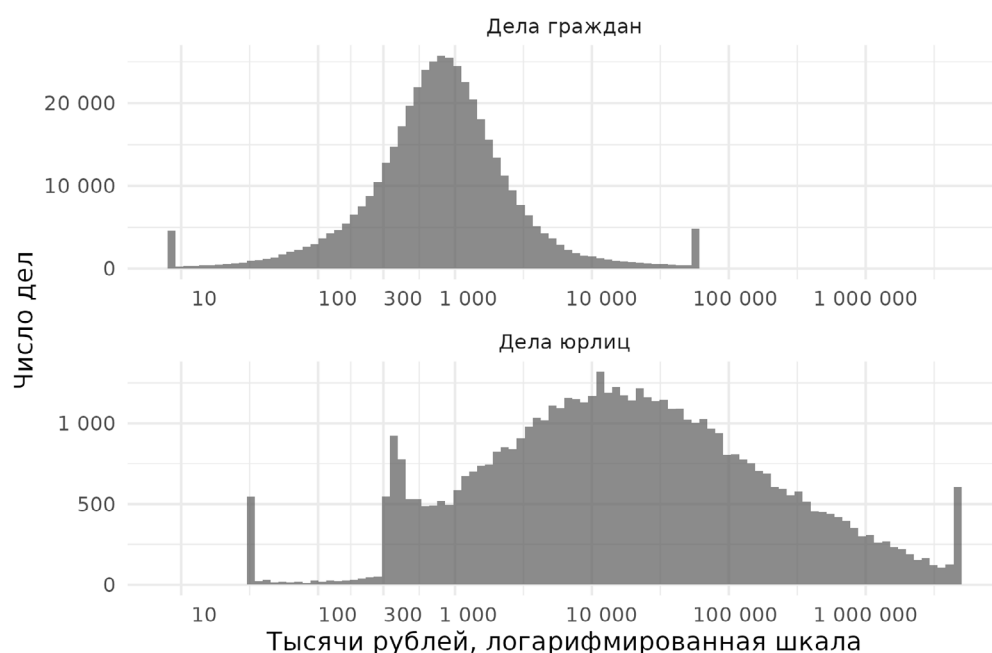 Дела граждан
20 000
10 000
0
10 100 300 1 000 10 000 100 000 1 000 000
Число дел
Дела юрлиц
1 000
500
0
10 100 300 1 000 10 000 100 000 1 000 000
Тысячи рублей, логарифмированная шкала